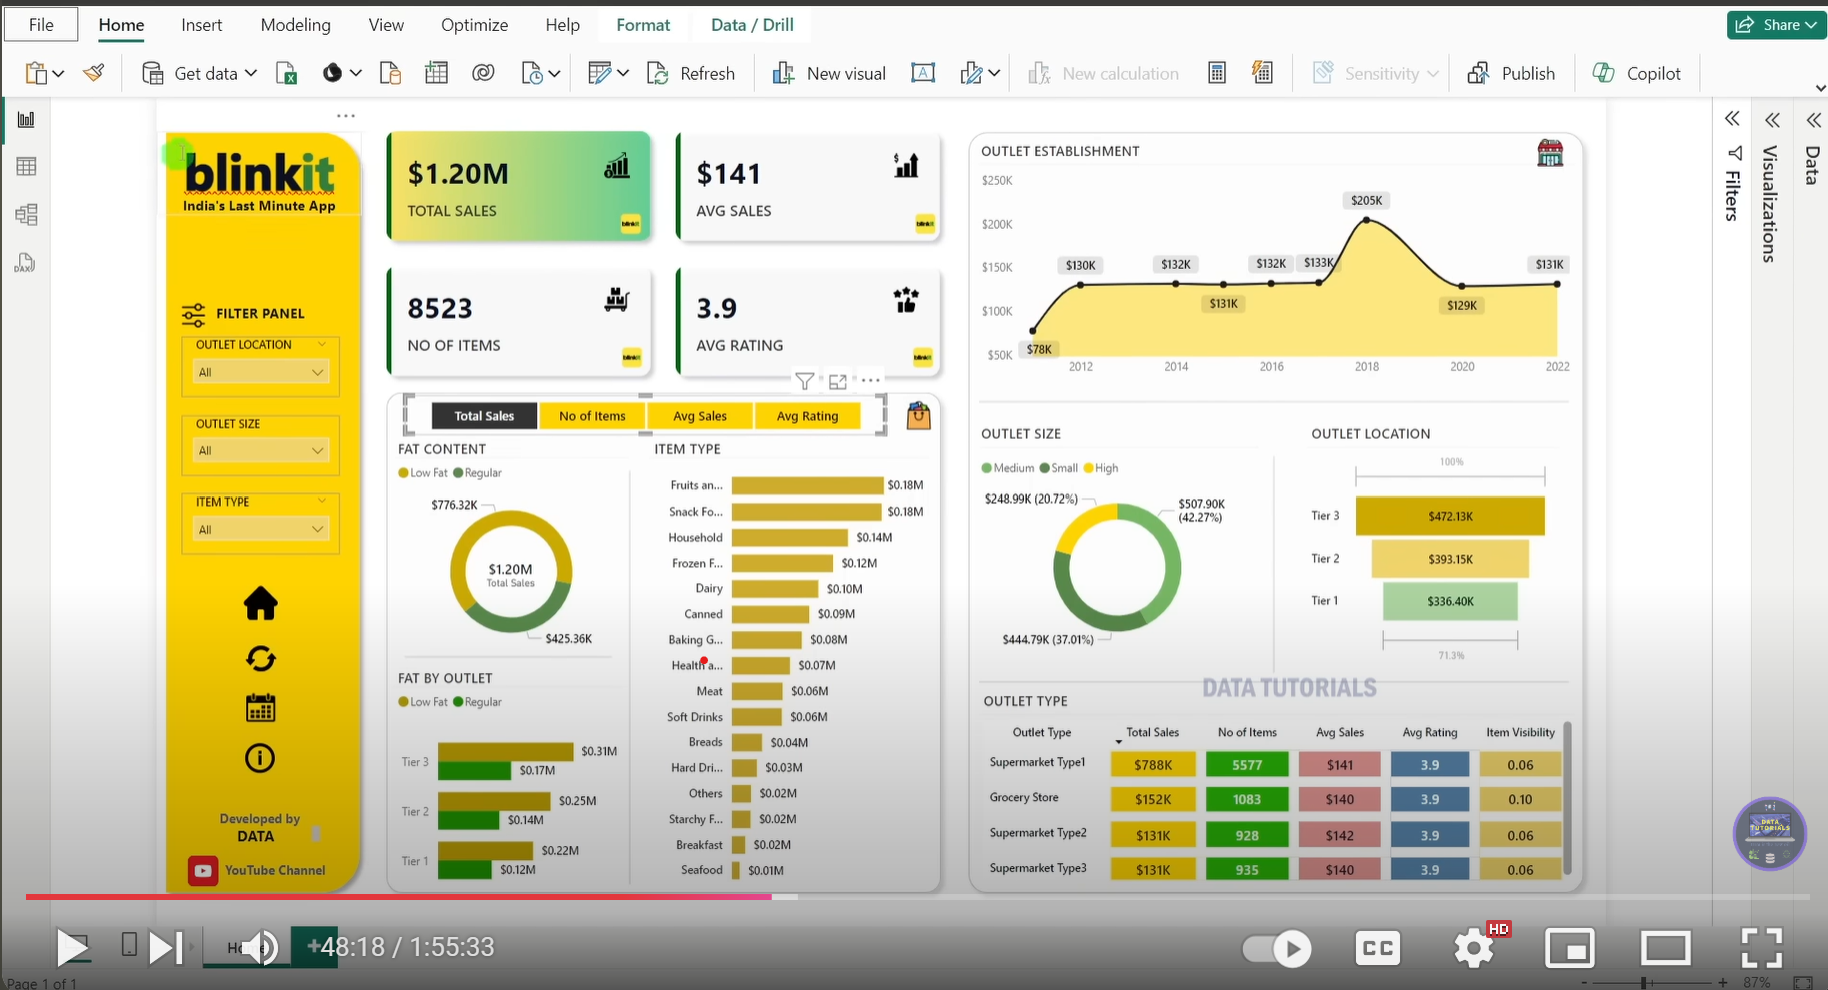 File Home Insert Modeling View Optimize Help Format Data / Drill Share
Get data Refresh New visual New calculation Sensitivity Publish Copilot
DAX
blinkit
India's Last Minute App
FILTER PANEL
OUTLET LOCATION
All
OUTLET SIZE
All
ITEM TYPE
All
Developed by
DATA
YouTube Channel
$1.20M
TOTAL SALES
blinkit
$141
AVG SALES
blinkit
8523
NO OF ITEMS
blinkit
3.9
AVG RATING
blinkit
Total Sales No of Items Avg Sales Avg Rating
FAT CONTENT
Low Fat Regular
$776.32K
$1.20M
Total Sales
$425.36K
FAT BY OUTLET
Low Fat Regular
Tier 3 $0.31M
$0.17M
Tier 2 $0.25M
$0.14M
Tier 1 $0.22M
$0.12M
ITEM TYPE
Fruits an... $0.18M
Snack Fo... $0.18M
Household $0.14M
Frozen F... $0.12M
Dairy $0.10M
Canned $0.09M
Baking G... $0.08M
Health a... $0.07M
Meat $0.06M
Soft Drinks $0.06M
Breads $0.04M
Hard Dri... $0.03M
Others $0.02M
Starchy F... $0.02M
Breakfast $0.02M
Seafood $0.01M
OUTLET ESTABLISHMENT
$250K
$200K
$150K
$100K
$50K
$78K $130K $132K $131K $132K $133K $205K $129K $131K
2012 2014 2016 2018 2020 2022
OUTLET SIZE
Medium Small High
$248.99K (20.72%)
$507.90K
(42.27%)
$444.79K (37.01%)
OUTLET LOCATION
100%
Tier 3 $472.13K
Tier 2 $393.15K
Tier 1 $336.40K
71.3%
DATA TUTORIALS
OUTLET TYPE
Outlet Type Total Sales No of Items Avg Sales Avg Rating Item Visibility
Supermarket Type1 $788K 5577 $141 3.9 0.06
Grocery Store $152K 1083 $140 3.9 0.10
Supermarket Type2 $131K 928 $142 3.9 0.06
Supermarket Type3 $131K 935 $140 3.9 0.06
Filters
Visualizations
Data
DATA
TUTORIALS
48:18 / 1:55:33
CC
HD
Page 1 of 1
87%